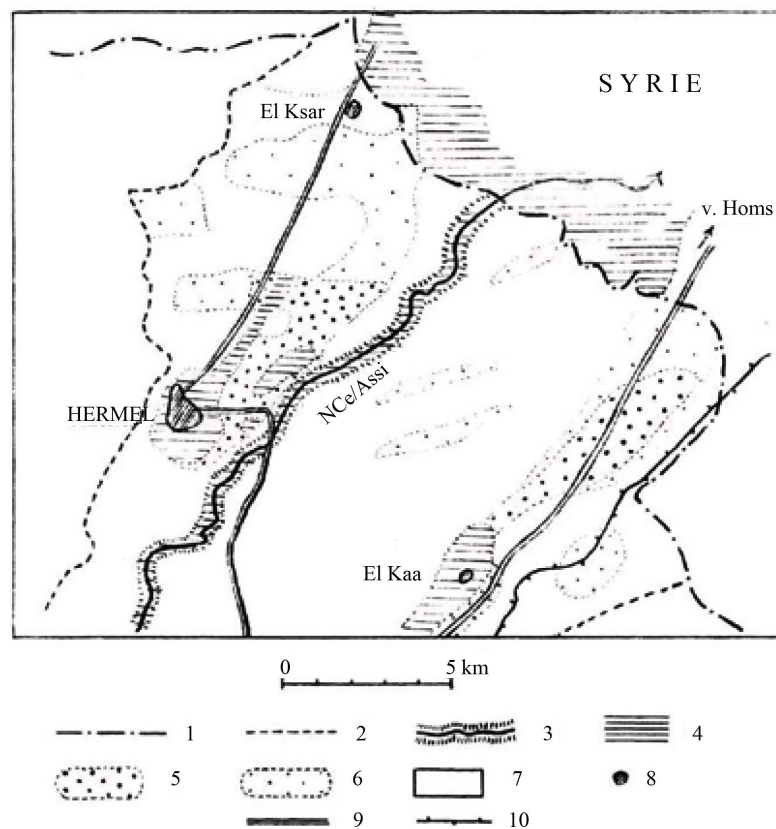 SYRIE
El Ksar
v. Homs
HERMEL
NCe/Assi
El Kaa
0 5 km
1 2 3 4
5 6 7 8
9 10